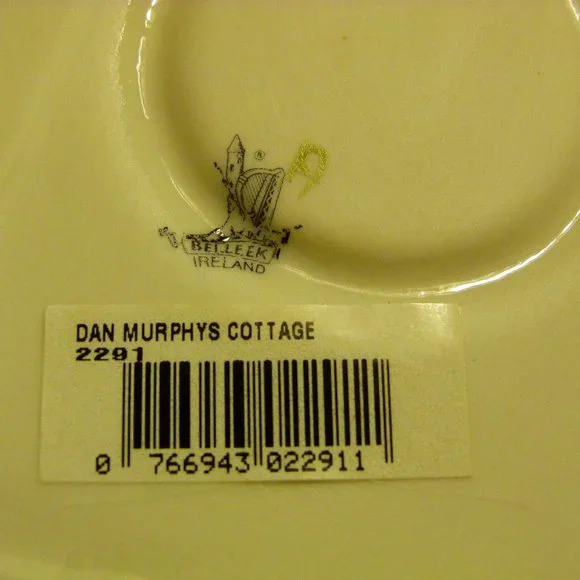 ®
A
BELLEEK
IRELAND
DAN MURPHYS COTTAGE
2291
0 766943 022911